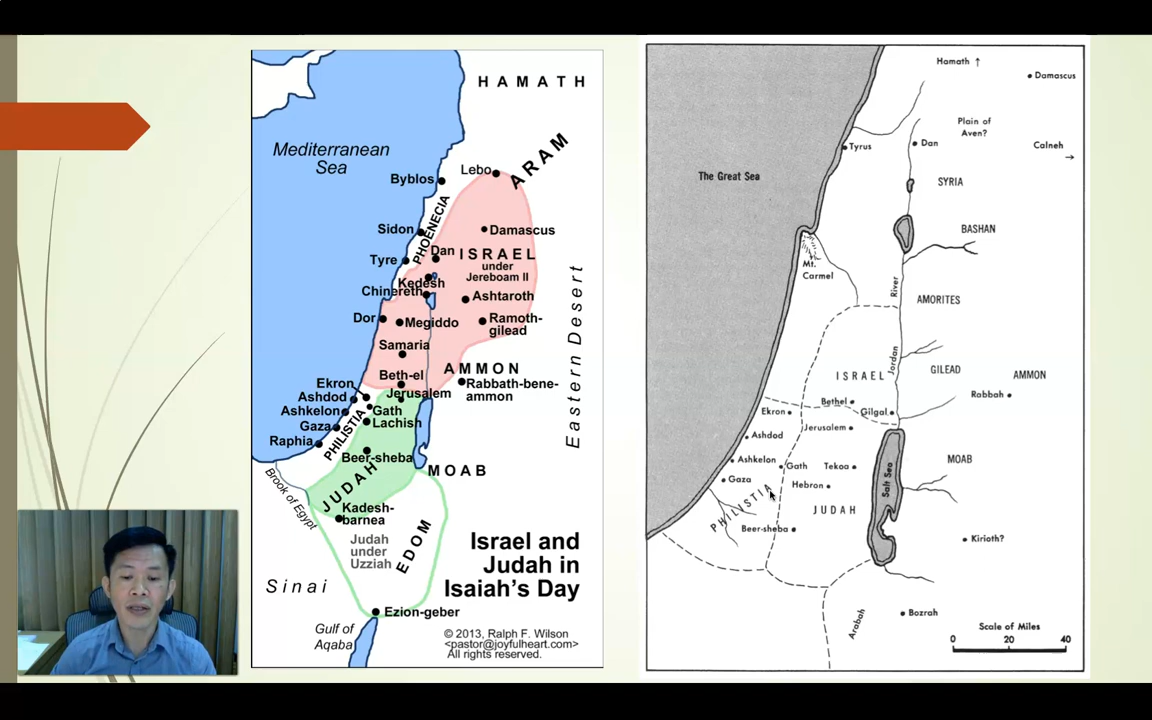 HAMATH
Mediterranean
Sea
ARAM
Lebo
Byblos
PHOENECIA
Sidon
Damascus
Dan
ISRAEL
under
Jereboam II
Tyre
Kedesh
Chinereth
Ashtaroth
Dor
Megiddo
Ramoth-
gilead
Samaria
Eastern Desert
Beth-el
AMMON
Rabbath-bene-
ammon
Ekron
Jerusalem
Ashdod
Ashkelon
Gath
Gaza
Lachish
PHILISTIA
Raphia
Beer-sheba
MOAB
JUDAH
Brook of Egypt
Kadesh-
barnea
Judah
under
Uzziah
EDOM
Israel and
Judah in
Isaiah's Day
Sinai
Ezion-geber
Gulf of
Aqaba
© 2013, Ralph F. Wilson
<pastor@joyfulheart.com>
All rights reserved.
Hamath ↑
Damascus
Plain of
Aven?
Tyrus
Dan
Calneh
→
The Great Sea
SYRIA
BASHAN
Mt.
Carmel
River
AMORITES
Jordan
ISRAEL
GILEAD
AMMON
Rabbah
Bethel
Ekron
Gilgal
Jerusalem
Ashdod
Ashkelon
Gath
Tekoa
MOAB
Gaza
Hebron
Salt Sea
PHILISTIA
JUDAH
Beer-sheba
Kirioth?
Arabah
Bozrah
Scale of Miles
0 20 40